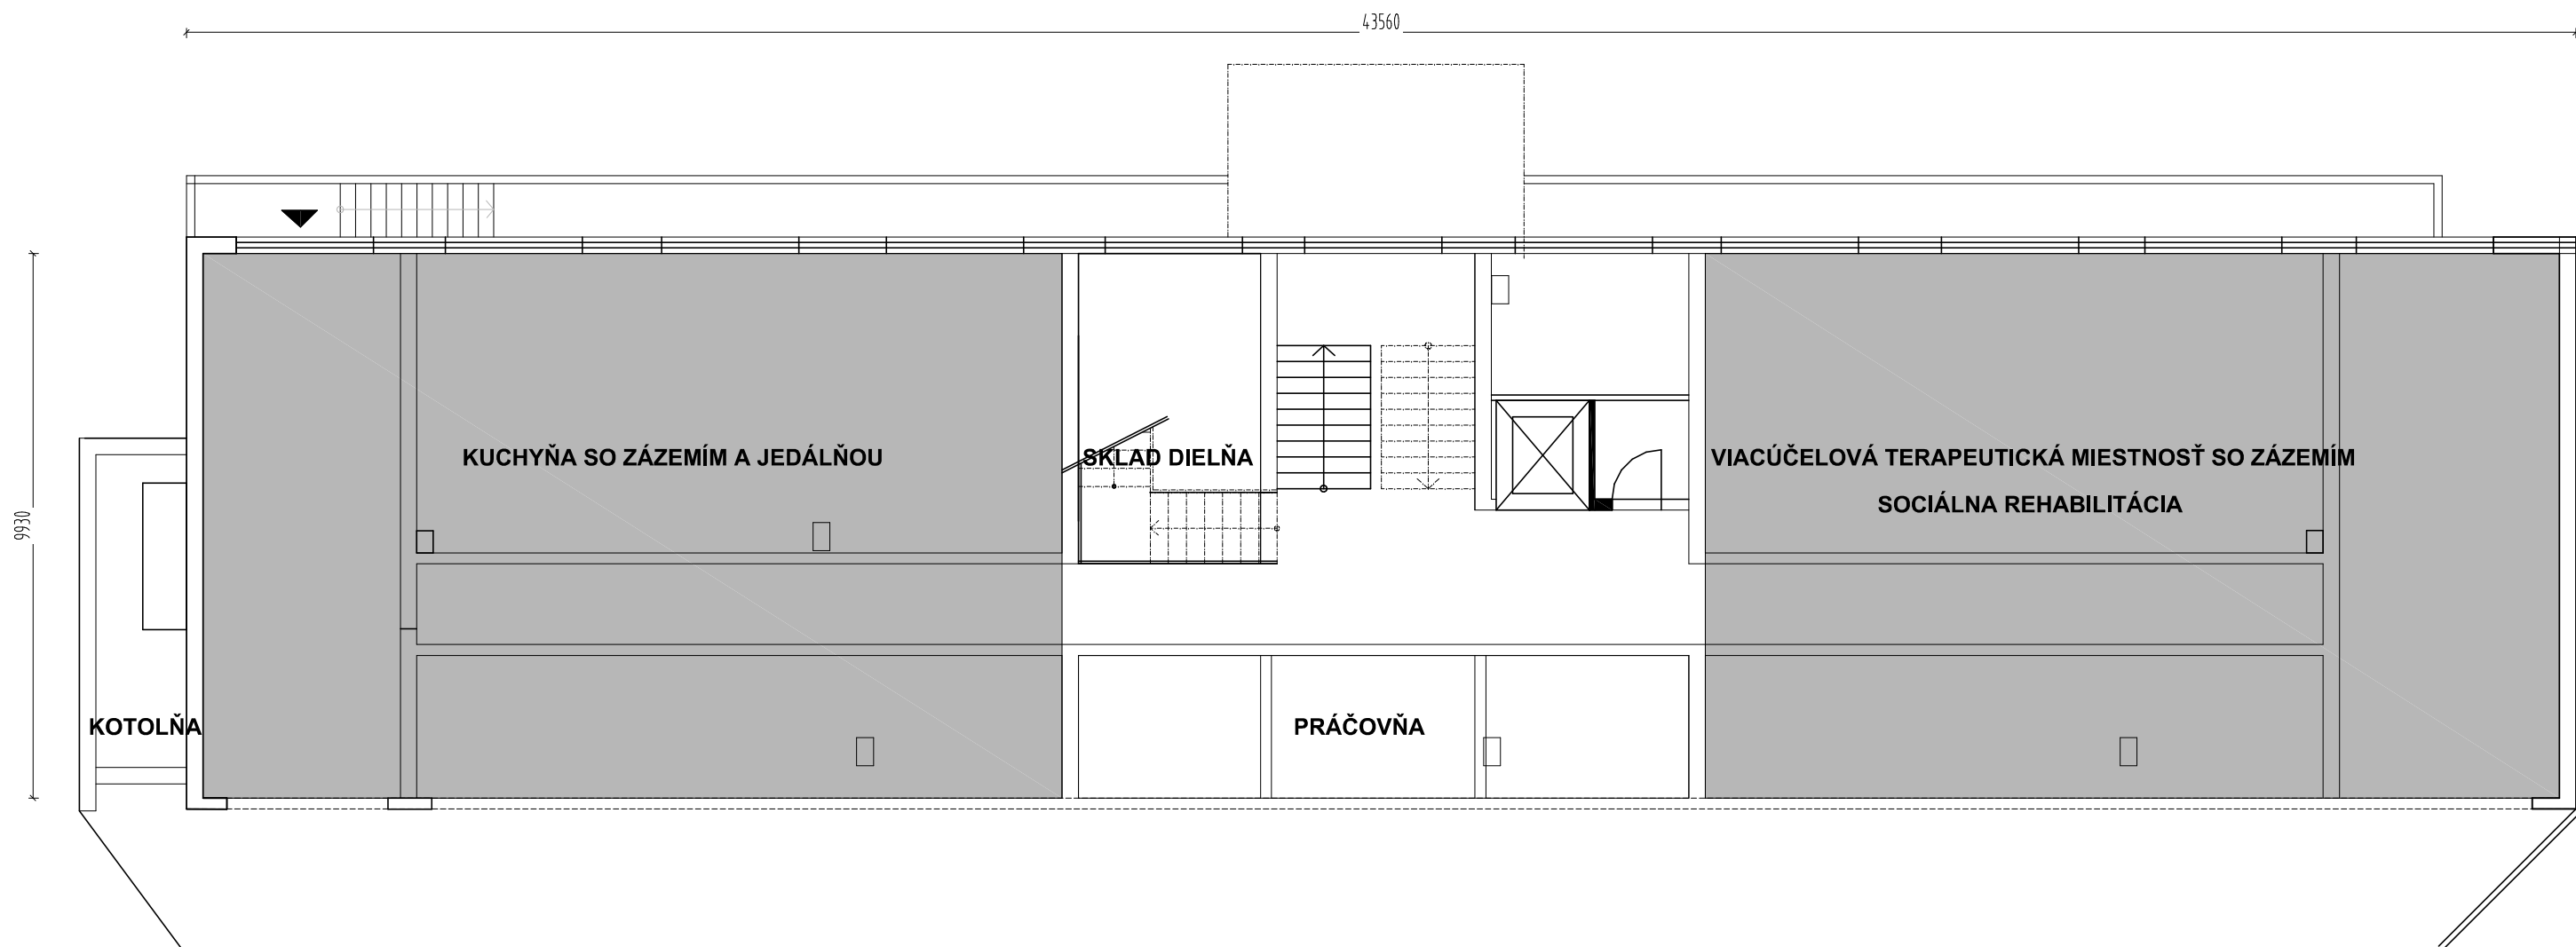 43560
9930
KUCHYŇA SO ZÁZEMÍM A JEDÁLŇOU
SKLAD DIELŇA
VIACÚČELOVÁ TERAPEUTICKÁ MIESTNOSŤ SO ZÁZEMÍM
SOCIÁLNA REHABILITÁCIA
KOTOLŇA
PRÁČOVŇA